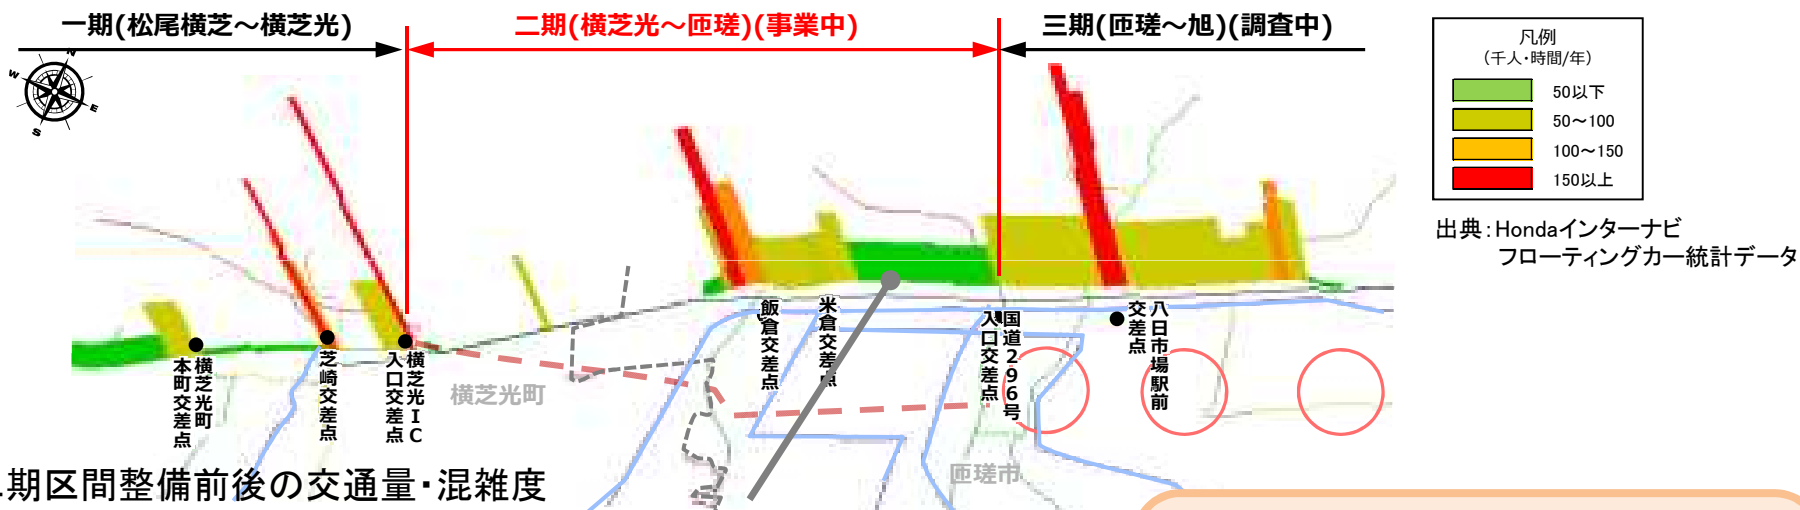 一期(松尾横芝～横芝光)
二期(横芝光～匝瑳)(事業中)
三期(匝瑳～旭)(調査中)
N
W
E
S
凡例
(千人･時間/年)
50以下
50～100
100～150
150以上
出典：Hondaインターナビ
フローティングカー統計データ
横芝光町
本町交差点
芝崎交差点
横芝光IC
入口交差点
横芝光町
飯倉交差点
米倉交差点
国道296号
入口交差点
八日市場駅前
交差点
匝瑳市
期区間整備前後の交通量･混雑度